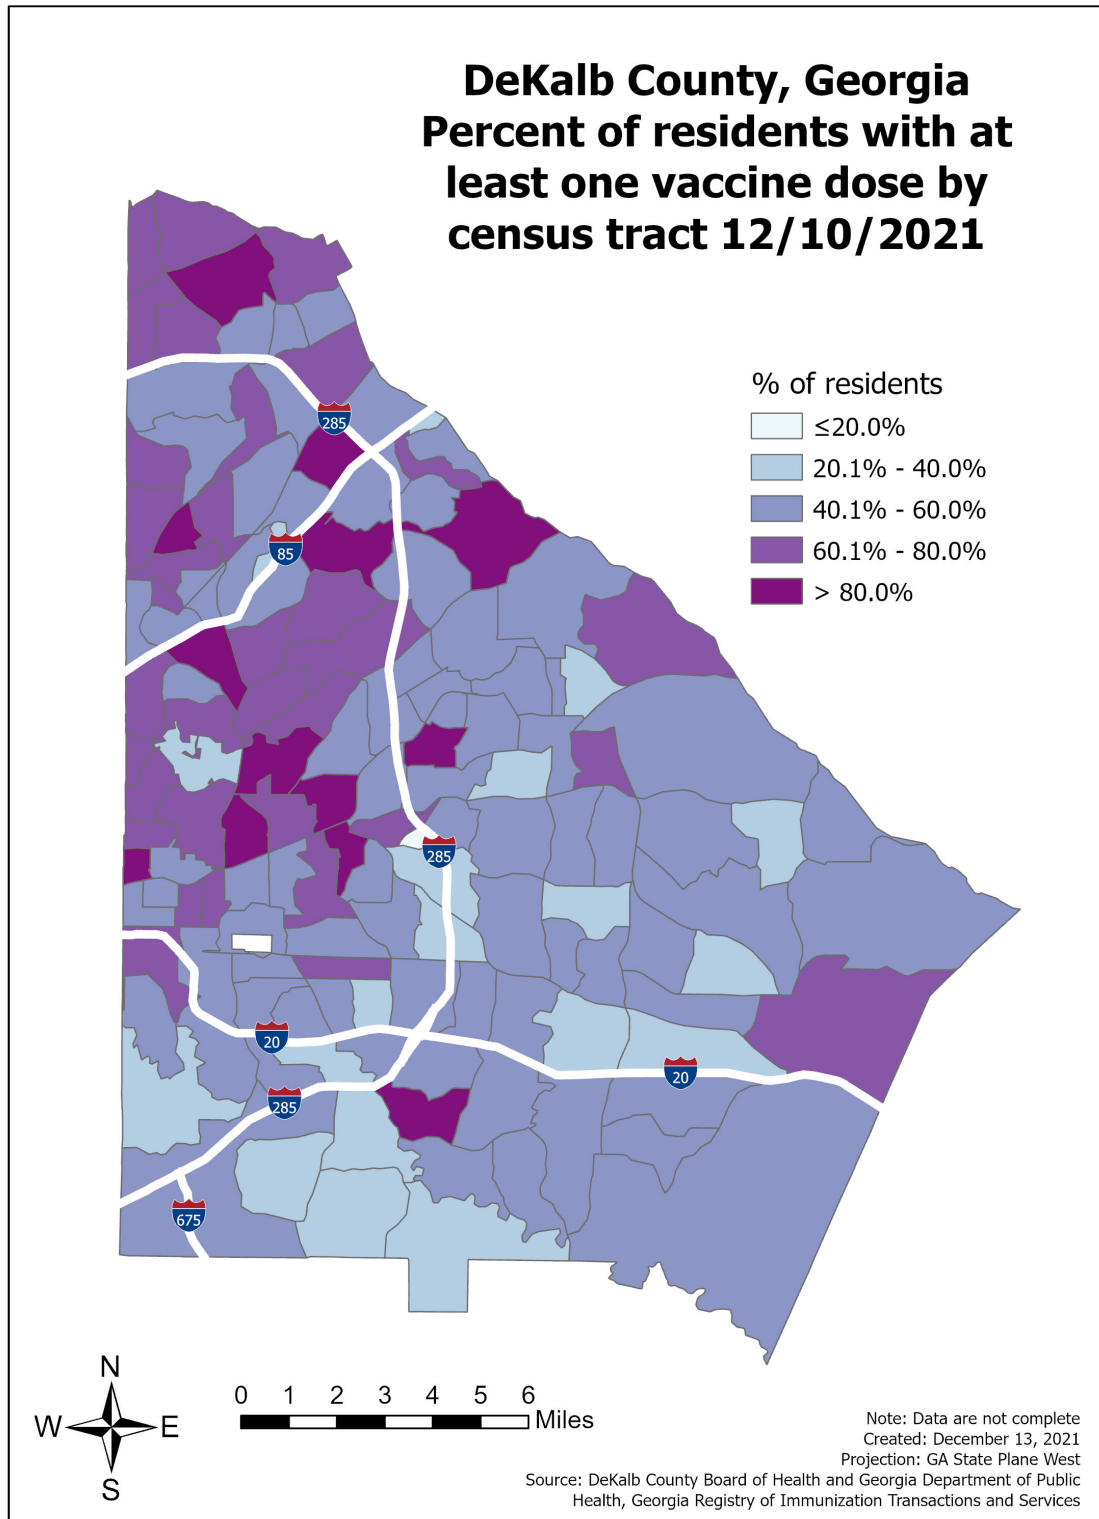 DeKalb County, Georgia
Percent of residents with at
least one vaccine dose by
census tract 12/10/2021
% of residents
≤20.0%
20.1% - 40.0%
40.1% - 60.0%
60.1% - 80.0%
> 80.0%
285
85
285
20
20
285
675
N
W E
S
0 1 2 3 4 5 6
Miles
Note: Data are not complete
Created: December 13, 2021
Projection: GA State Plane West
Source: DeKalb County Board of Health and Georgia Department of Public
Health, Georgia Registry of Immunization Transactions and Services